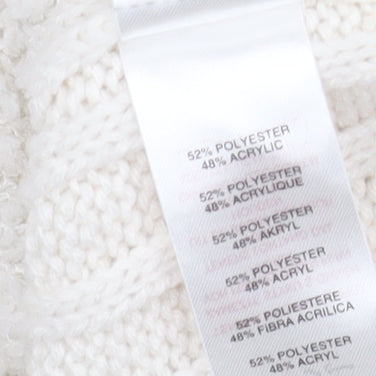 52% POLYESTER
48% ACRYLIC
52% POLYESTER
48% ACRYLIQUE
52% POLYESTER
48% AKRYL
52% POLYESTER
48% ACRYL
52% POLIESTERE
48% FIBRA ACRILICA
52% POLYESTER
48% ACRYL